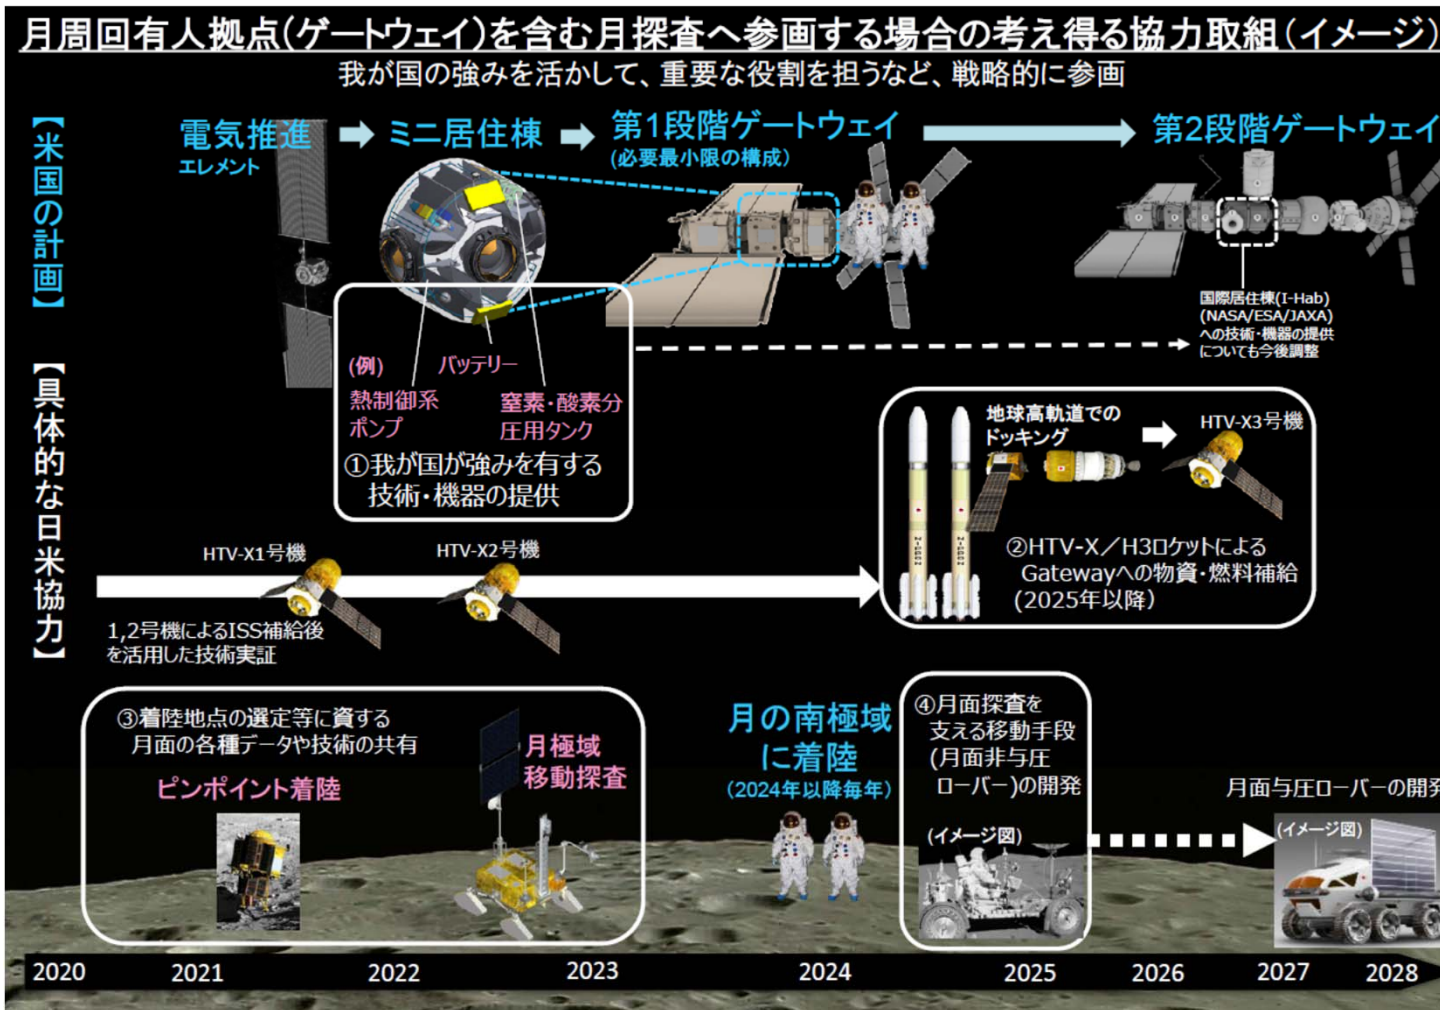 月周回有人拠点(ゲートウェイ)を含む月探査へ参画する場合の考え得る協力取組(イメージ)
我が国の強みを活かして、重要な役割を担うなど、戦略的に参画
【米国の計画】
電気推進
エレメント
ミニ居住棟
第1段階ゲートウェイ
(必要最小限の構成)
第2段階ゲートウェイ
国際居住棟(I-Hab)
(NASA/ESA/JAXA)
への技術・機器の提供
についても今後調整
【具体的な日米協力】
(例)
バッテリー
熱制御系
ポンプ
窒素・酸素分
圧用タンク
①我が国が強みを有する
技術・機器の提供
地球高軌道での
ドッキング
HTV-X3号機
NIPPON
NIPPON
②HTV-X／H3ロケットによる
Gatewayへの物資・燃料補給
(2025年以降)
HTV-X1号機
HTV-X2号機
1,2号機によるISS補給後
を活用した技術実証
③着陸地点の選定等に資する
月面の各種データや技術の共有
ピンポイント着陸
月極域
移動探査
月の南極域
に着陸
(2024年以降毎年)
④月面探査を
支える移動手段
(月面非与圧
ローバー)の開発
(イメージ図)
月面与圧ローバーの開発
(イメージ図)
2020
2021
2022
2023
2024
2025
2026
2027
2028